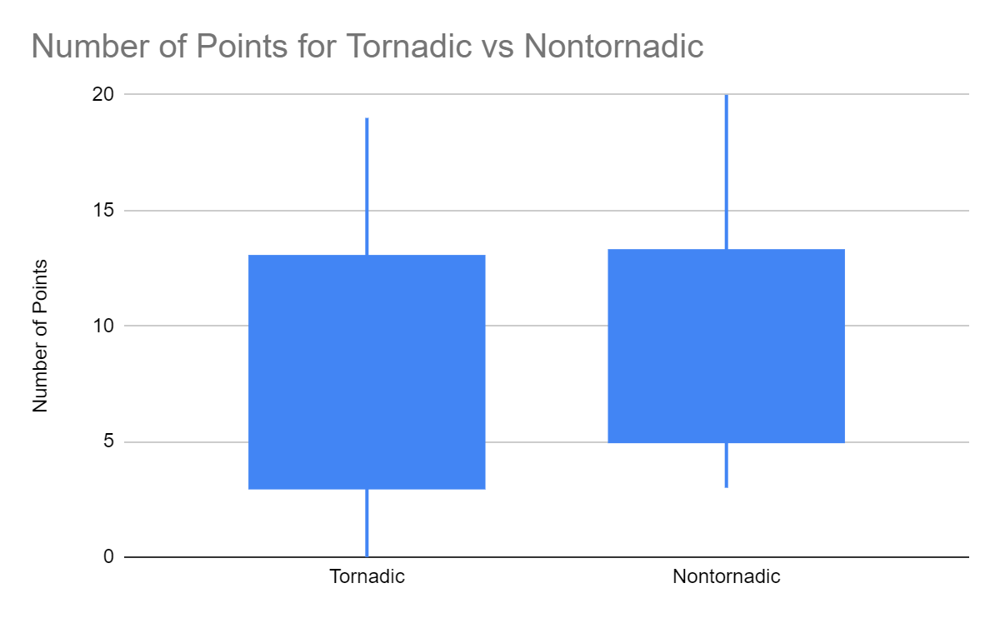 Number of Points for Tornadic vs Nontornadic
20
15
10
5
0
Number of Points
Tornadic
Nontornadic